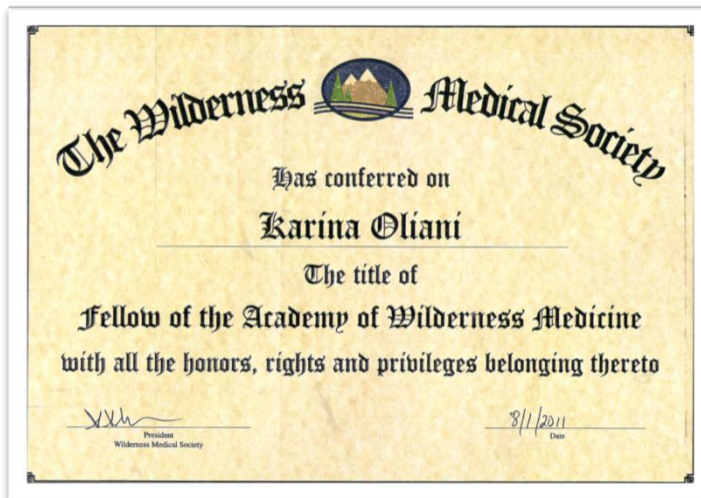 The Wilderness Medical Society
Has conferred on
Karina Oliani
The title of
Fellow of the Academy of Wilderness Medicine
with all the honors, rights and privileges belonging thereto
8/1/2011
President
Wilderness Medical Society
Date